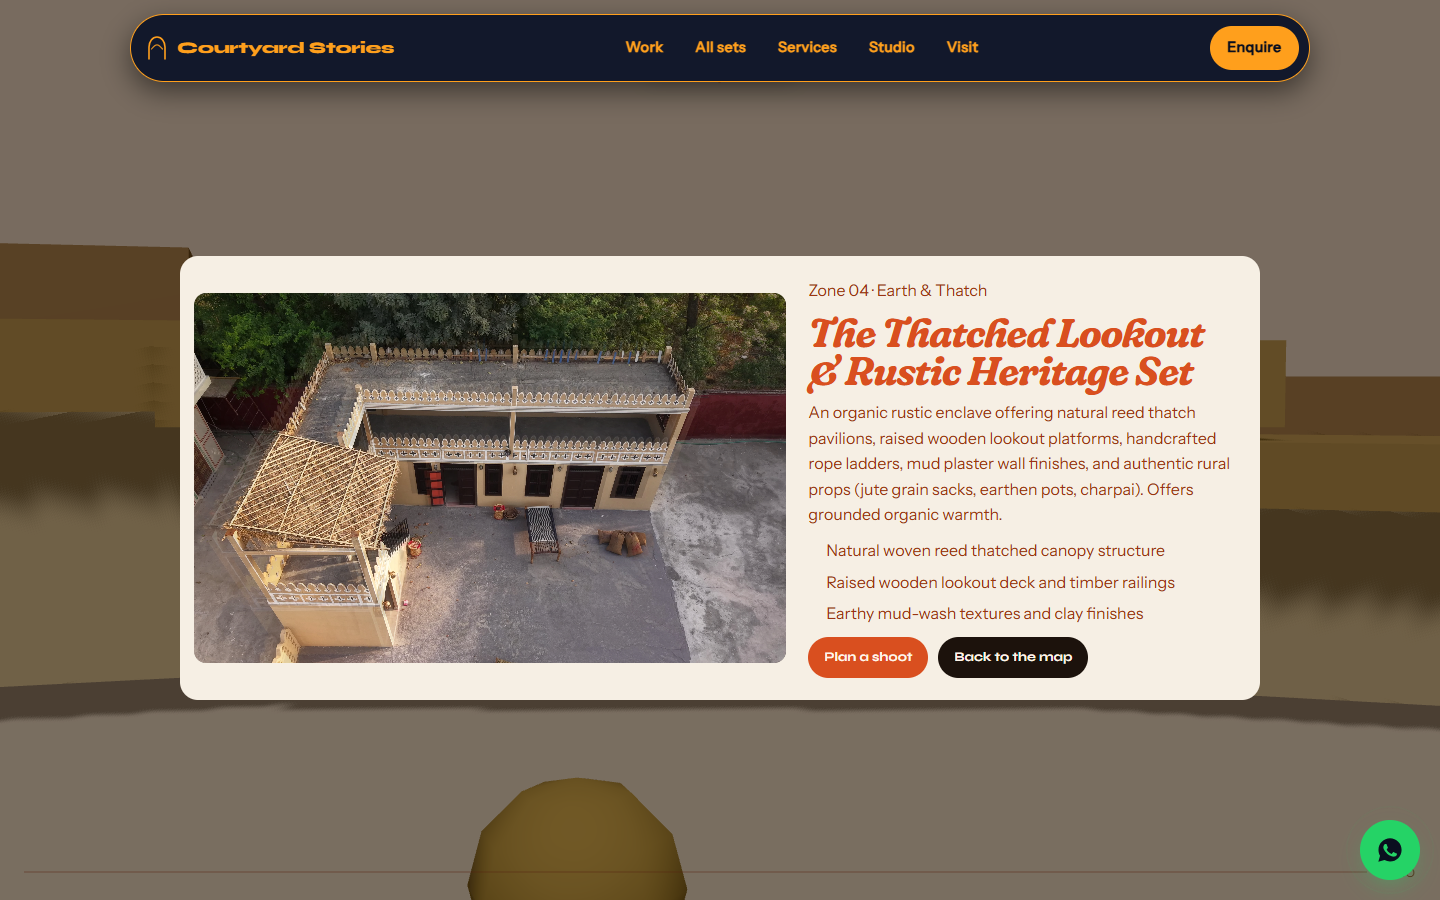 Courtyard Stories
Work
All sets
Services
Studio
Visit
Enquire
Zone 04 · Earth & Thatch
The Thatched Lookout
& Rustic Heritage Set
An organic rustic enclave offering natural reed thatch
pavilions, raised wooden lookout platforms, handcrafted
rope ladders, mud plaster wall finishes, and authentic rural
props (jute grain sacks, earthen pots, charpai). Offers
grounded organic warmth.
Natural woven reed thatched canopy structure
Raised wooden lookout deck and timber railings
Earthy mud-wash textures and clay finishes
Plan a shoot
Back to the map